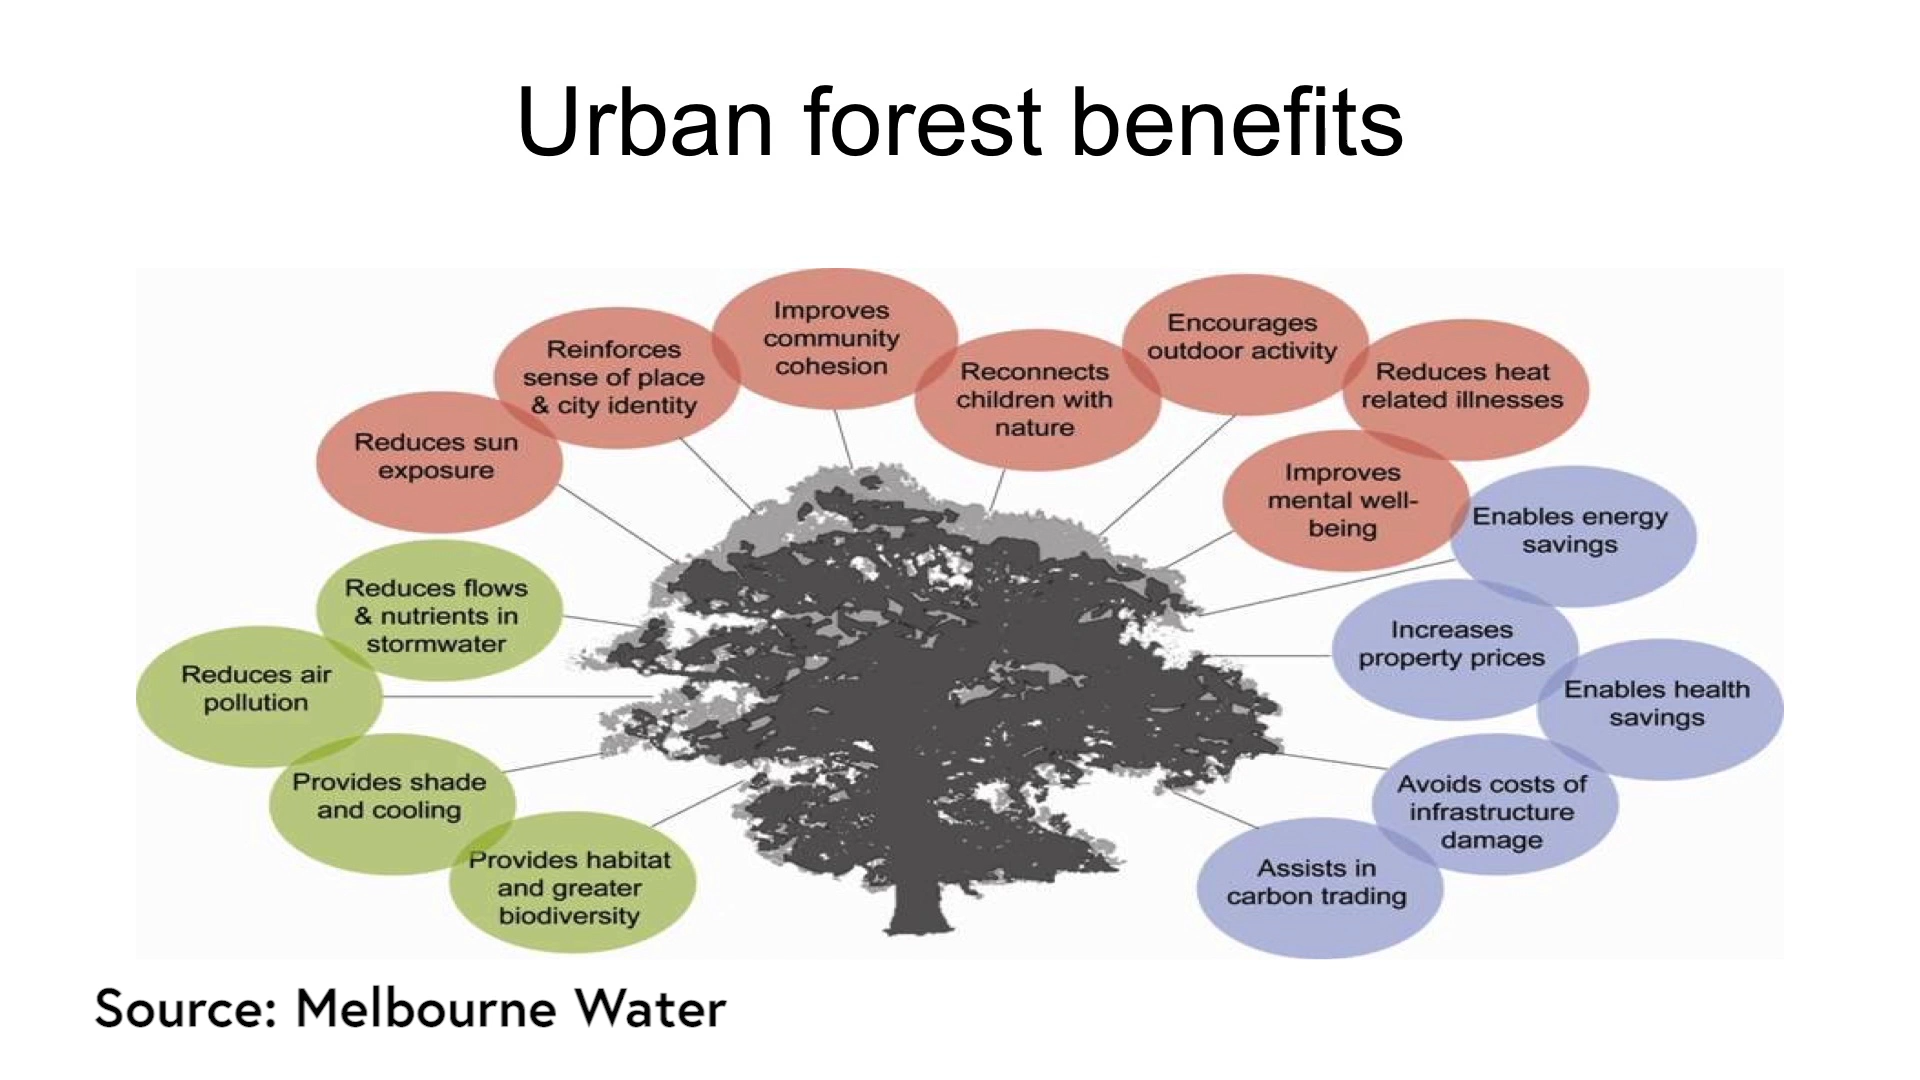 Urban forest benefits
Improves
community
cohesion
Encourages
outdoor activity
Reinforces
sense of place
& city identity
Reconnects
children with
nature
Reduces heat
related illnesses
Reduces sun
exposure
Improves
mental well-
being
Enables energy
savings
Reduces flows
& nutrients in
stormwater
Increases
property prices
Reduces air
pollution
Enables health
savings
Provides shade
and cooling
Avoids costs of
infrastructure
damage
Provides habitat
and greater
biodiversity
Assists in
carbon trading
Source: Melbourne Water